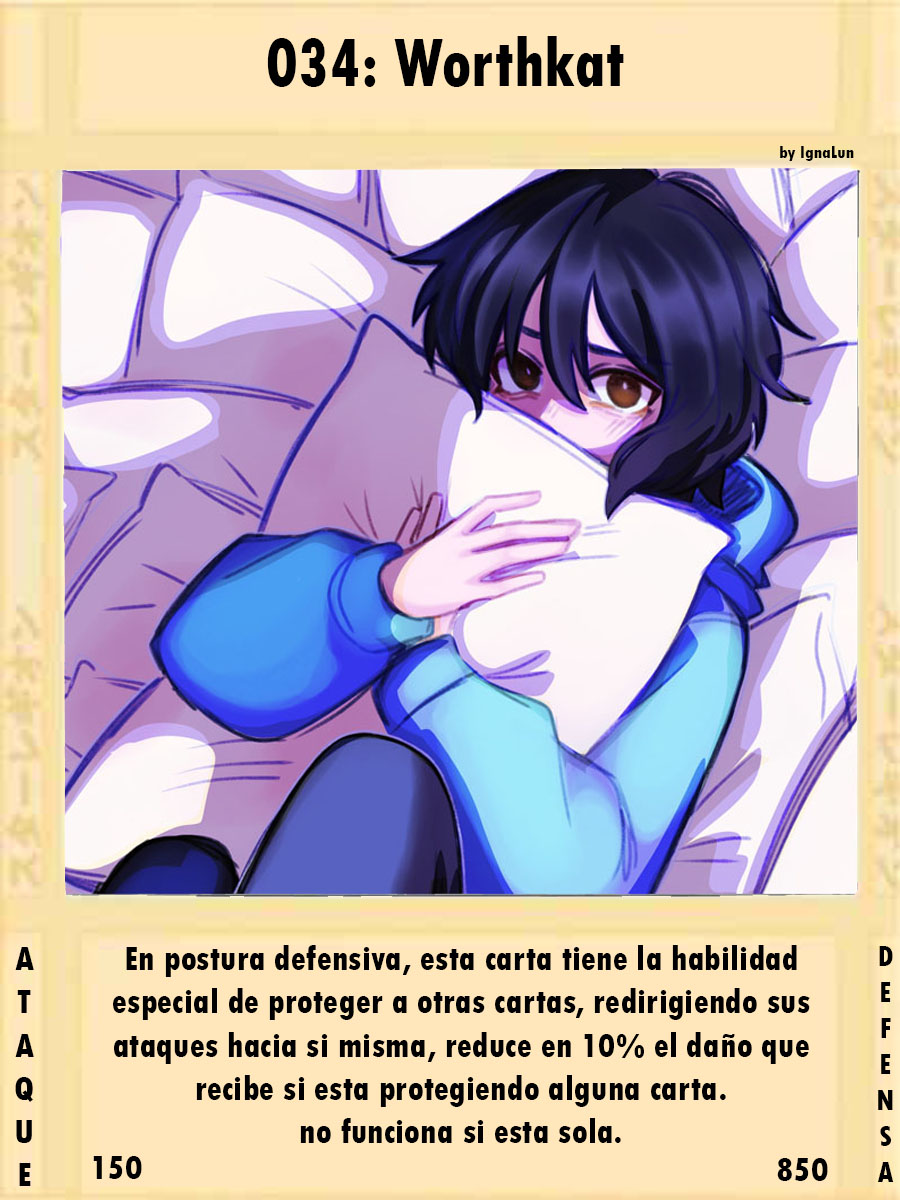 034: Worthkat
by IgnaLun
En postura defensiva, esta carta tiene la habilidad
especial de proteger a otras cartas, redirigiendo sus
ataques hacia si misma, reduce en 10% el daño que
recibe si esta protegiendo alguna carta.
no funciona si esta sola.
ATAQUE
150
850
DEFENSA